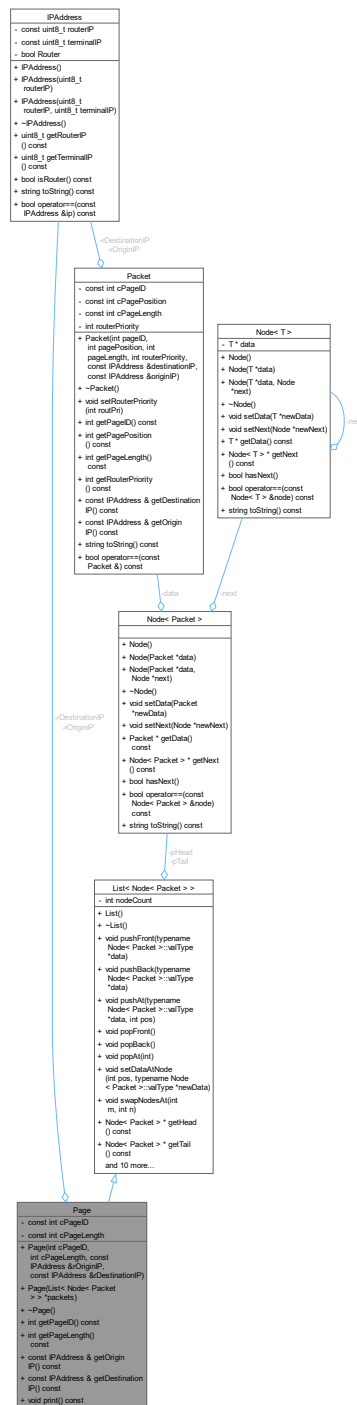 IPAddress
- const uint8_t routerIP
- const uint8_t terminalIP
- bool Router
+ IPAddress()
+ IPAddress(uint8_t
routerIP)
+ IPAddress(uint8_t
routerIP, uint8_t terminalIP)
+ ~IPAddress()
+ uint8_t getRouterIP
() const
+ uint8_t getTerminalIP
() const
+ bool isRouter() const
+ string toString() const
+ bool operator==(const
IPAddress &ip) const
-rDestinationIP
-rOriginIP
Packet
- const int cPageID
- const int cPagePosition
- const int cPageLength
- int routerPriority
+ Packet(int pageID,
int pagePosition, int
pageLength, int routerPriority,
const IPAddress &destinationIP,
const IPAddress &originIP)
+ ~Packet()
+ void setRouterPriority
(int routPri)
+ int getPageID() const
+ int getPagePosition
() const
+ int getPageLength()
const
+ int getRouterPriority
() const
+ const IPAddress & getDestination
IP() const
+ const IPAddress & getOrigin
IP() const
+ string toString() const
+ bool operator==(const
Packet &) const
Node< T >
- T * data
+ Node()
+ Node(T *data)
+ Node(T *data, Node
*next)
+ ~Node()
+ void setData(T *newData)
+ void setNext(Node *newNext)
+ T * getData() const
+ Node< T > * getNext
() const
+ bool hasNext()
+ bool operator==(const
Node< T > &node) const
+ string toString() const
-ne
-data
-next
Node< Packet >
+ Node()
+ Node(Packet *data)
+ Node(Packet *data,
Node *next)
+ ~Node()
+ void setData(Packet
*newData)
+ void setNext(Node *newNext)
+ Packet * getData()
const
+ Node< Packet > * getNext
() const
+ bool hasNext()
+ bool operator==(const
Node< Packet > &node)
const
+ string toString() const
-rDestinationIP
-rOriginIP
-pHead
-pTail
List< Node< Packet > >
- int nodeCount
+ List()
+ ~List()
+ void pushFront(typename
Node< Packet >::valType
*data)
+ void pushBack(typename
Node< Packet >::valType
*data)
+ void pushAt(typename
Node< Packet >::valType
*data, int pos)
+ void popFront()
+ void popBack()
+ void popAt(int)
+ void setDataAtNode
(int pos, typename Node
< Packet >::valType *newData)
+ void swapNodesAt(int
m, int n)
+ Node< Packet > * getHead
() const
+ Node< Packet > * getTail
() const
and 10 more...
Page
- const int cPageID
- const int cPageLength
+ Page(int cPageID,
int cPageLength, const
IPAddress &rOriginIP,
const IPAddress &rDestinationIP)
+ Page(List< Node< Packet
> > *packets)
+ ~Page()
+ int getPageID() const
+ int getPageLength()
const
+ const IPAddress & getOrigin
IP() const
+ const IPAddress & getDestination
IP() const
+ void print() const